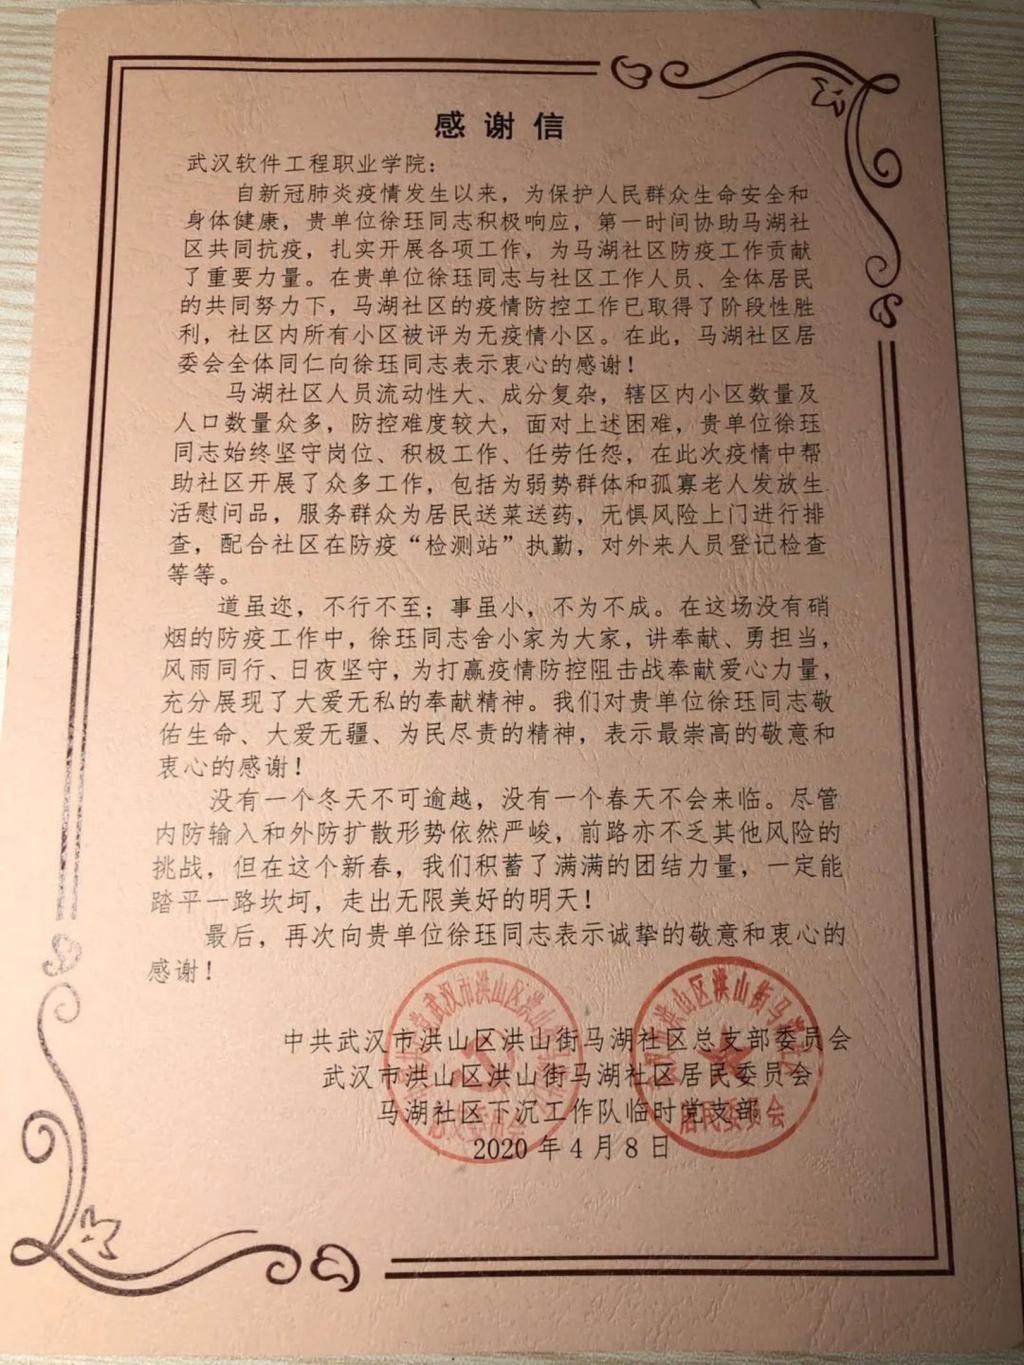 感谢信
武汉软件工程职业学院：
自新冠肺炎疫情发生以来，为保护人民群众生命安全和
身体健康，贵单位徐珏同志积极响应，第一时间协助马湖社
区共同抗疫，扎实开展各项工作，为马湖社区防疫工作贡献
了重要力量。在贵单位徐珏同志与社区工作人员、全体居民
的共同努力下，马湖社区的疫情防控工作已取得了阶段性胜
利，社区内所有小区被评为无疫情小区。在此，马湖社区居
委会全体同仁向徐珏同志表示衷心的感谢！
马湖社区人员流动性大、成分复杂，辖区内小区数量及
人口数量众多，防控难度较大，面对上述困难，贵单位徐珏
同志始终坚守岗位、积极工作、任劳任怨，在此次疫情中帮
助社区开展了众多工作，包括为弱势群体和孤寡老人发放生
活慰问品，服务群众为居民送菜送药，无惧风险上门进行排
查，配合社区在防疫“检测站”执勤，对外来人员登记检查
等等。
道虽迩，不行不至；事虽小，不为不成。在这场没有硝
烟的防疫工作中，徐珏同志舍小家为大家，讲奉献、勇担当，
风雨同行、日夜坚守，为打赢疫情防控阻击战奉献爱心力量，
充分展现了大爱无私的奉献精神。我们对贵单位徐珏同志敬
佑生命、大爱无疆、为民尽责的精神，表示最崇高的敬意和
衷心的感谢！
没有一个冬天不可逾越，没有一个春天不会来临。尽管
内防输入和外防扩散形势依然严峻，前路亦不乏其他风险的
挑战，但在这个新春，我们积蓄了满满的团结力量，一定能
踏平一路坎坷，走出无限美好的明天！
最后，再次向贵单位徐珏同志表示诚挚的敬意和衷心的
感谢！
中共武汉市洪山区洪山街马湖社区总支部委员会
武汉市洪山区洪山街马湖社区居民委员会
马湖社区下沉工作队临时党支部
2020年4月8日
居民委员会